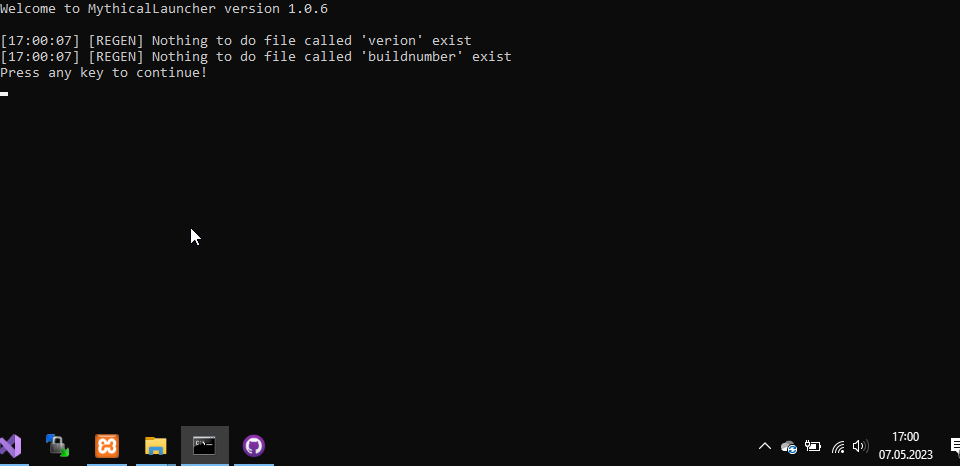 Welcome to MythicalLauncher version 1.0.6
[17:00:07] [REGEN] Nothing to do file called 'verion' exist
[17:00:07] [REGEN] Nothing to do file called 'buildnumber' exist
Press any key to continue!
17:00
07.05.2023